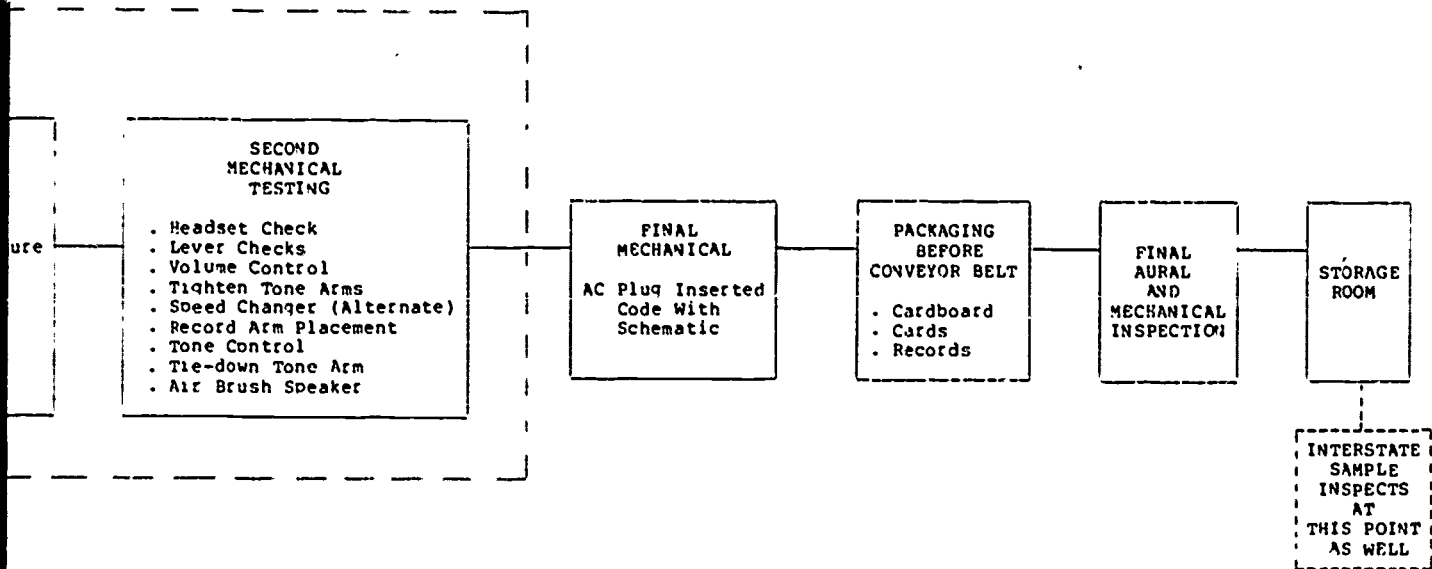 ure
SECOND
MECHANICAL
TESTING
. Headset Check
. Lever Checks
. Volume Control
. Tighten Tone Arms
. Speed Changer (Alternate)
. Record Arm Placement
. Tone Control
. Tie-down Tone Arm
. Air Brush Speaker
FINAL
MECHANICAL
AC Plug Inserted
Code With
Schematic
PACKAGING
BEFORE
CONVEYOR BELT
. Cardboard
. Cards
. Records
FINAL
AURAL
AND
MECHANICAL
INSPECTION
STORAGE
ROOM
INTERSTATE
SAMPLE
INSPECTS
AT
THIS POINT
AS WELL